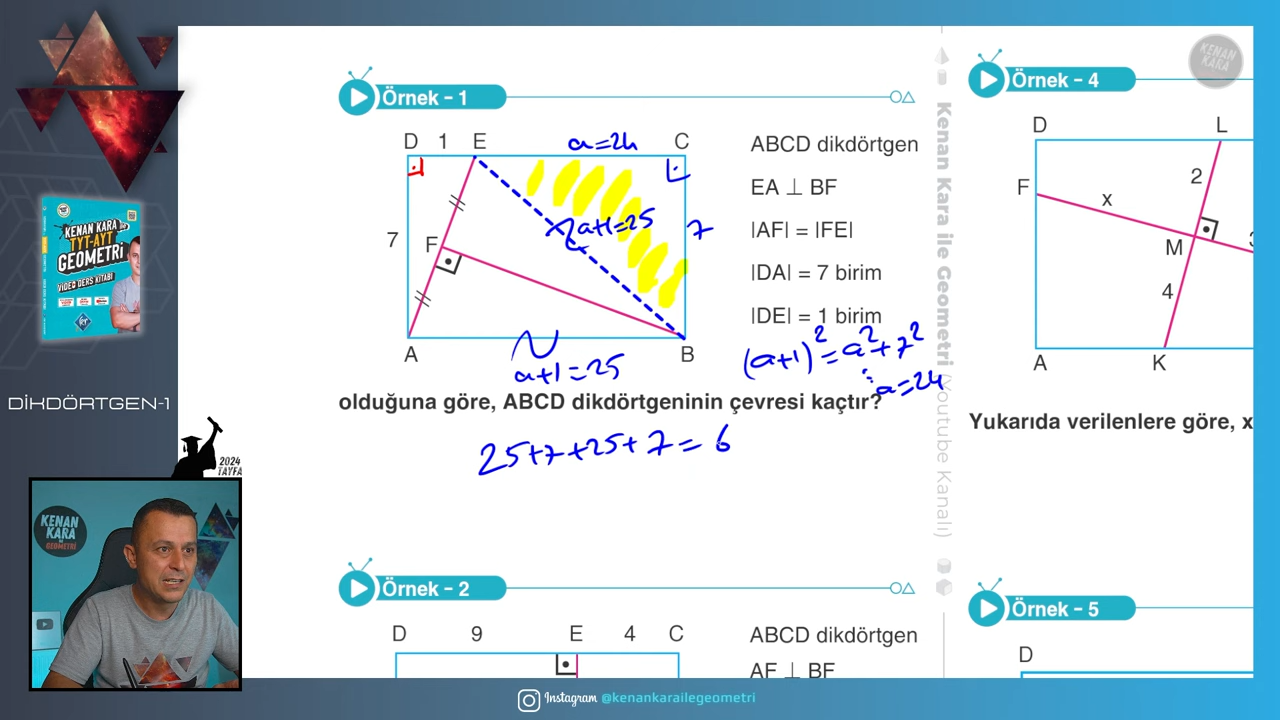 KENAN KARA
TYT-AYT
GEOMETRİ
VİDEO DERS KİTABI
DİKDÖRTGEN-1
2024
TAYFA
KENAN
KARA
GEOMETRİ
Örnek - 1
D 1 E a=24 C
7 F a+1=25 7
A B
a+1=25
ABCD dikdörtgen
EA ⊥ BF
|AF| = |FE|
|DA| = 7 birim
|DE| = 1 birim
(a+1)²=a²+7²
a=24
olduğuna göre, ABCD dikdörtgeninin çevresi kaçtır?
25+7+25+7=6
Örnek - 2
D 9 E 4 C
ABCD dikdörtgen
AF ⊥ BF
Kenan Kara ile Geometri (Youtube Kanalı)
KENAN
KARA
Örnek - 4
D L
F x 2
M
4
A K
Yukarıda verilenlere göre, x
Örnek - 5
D
Instagram @kenankarailegeometri